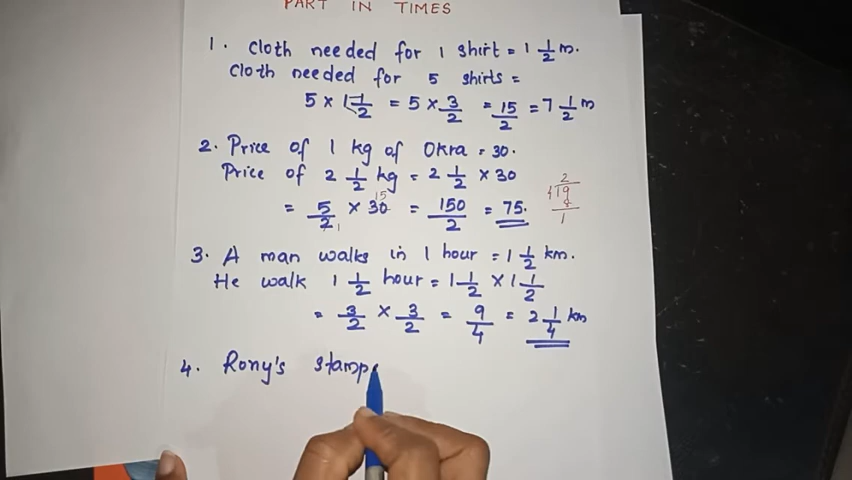 PART IN TIMES
1. Cloth needed for 1 shirt = 1 1/2 m.
Cloth needed for 5 shirts =
5 × 1 1/2 = 5 × 3/2 = 15/2 = 7 1/2 m
2. Price of 1 kg of Okra = 30.
Price of 2 1/2 kg = 2 1/2 × 30
= 5/2 × 30 = 150/2 = 75.
3. A man walks in 1 hour = 1 1/2 km.
He walk 1 1/2 hour = 1 1/2 × 1 1/2
= 3/2 × 3/2 = 9/4 = 2 1/4 km
4. Rony's stamp